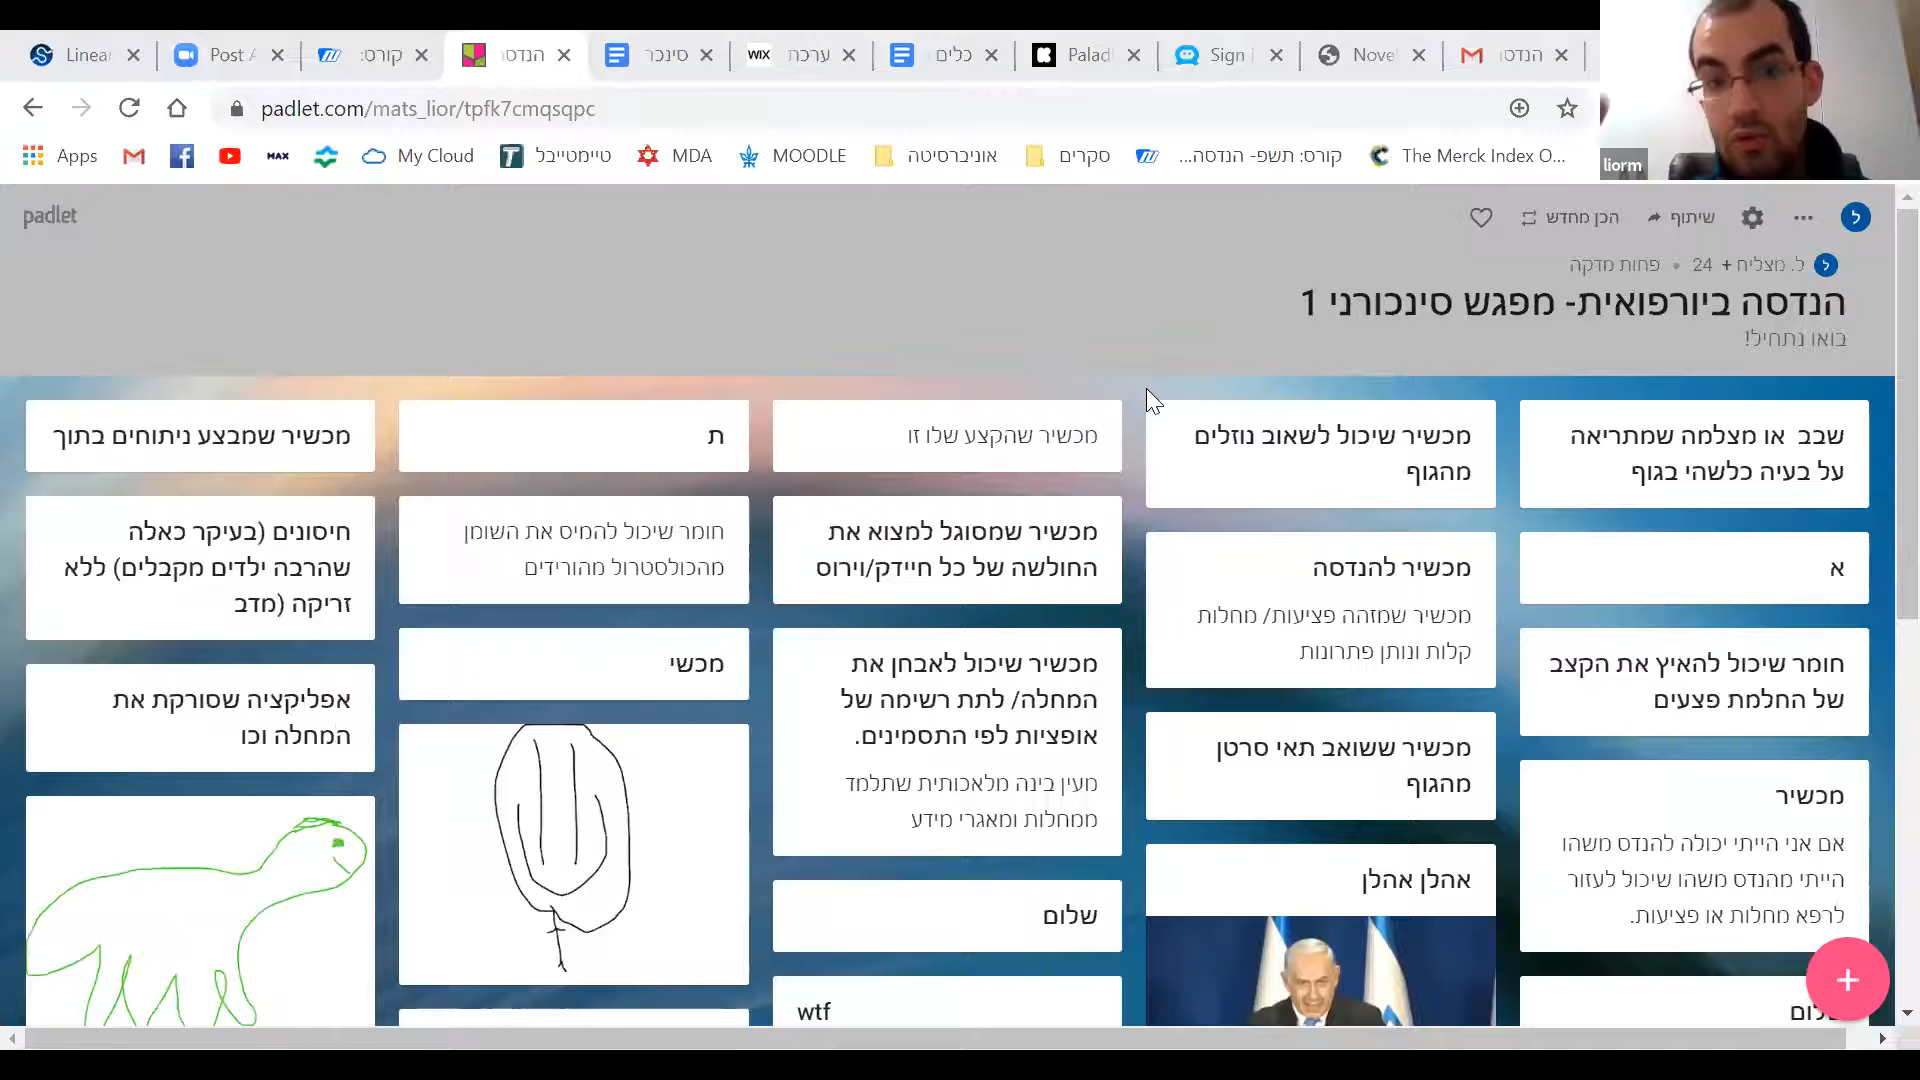 Linea
Post A
קורס:
הנדסה
סינכר
WIX
ערכת
כלים
Palad
Sign i
Nove
הנדסו
padlet.com/mats_lior/tpfk7cmqsqpc
Apps
MAX
My Cloud
טיימטייבל
MDA
MOODLE
אוניברסיטה
סקרים
קורס: תשפ- הנדסה...
The Merck Index O...
liorm
padlet
הכן מחדש
שיתוף
ל
ל. מצליח + 24 • פחות מדקה
הנדסה ביורפואית- מפגש סינכורני 1
בואו נתחיל!
שבב או מצלמה שמתריאה
על בעיה כלשהי בגוף
א
חומר שיכול להאיץ את הקצב
של החלמת פצעים
מכשיר
אם אני הייתי יכולה להנדס משהו
הייתי מהנדס משהו שיכול לעזור
לרפא מחלות או פציעות.
מכשיר שיכול לשאוב נוזלים
מהגוף
מכשיר להנדסה
מכשיר שמזהה פציעות/ מחלות
קלות ונותן פתרונות
מכשיר ששואב תאי סרטן
מהגוף
אהלן אהלן
מכשיר שהקצע שלו זו
מכשיר שמסוגל למצוא את
החולשה של כל חיידק/וירוס
מכשיר שיכול לאבחן את
המחלה/ לתת רשימה של
אופציות לפי התסמינים.
מעין בינה מלאכותית שתלמד
ממחלות ומאגרי מידע
שלום
wtf
ת
חומר שיכול להמיס את השומן
מהכולסטרול מהורידים
מכשי
מכשיר שמבצע ניתוחים בתוך
חיסונים (בעיקר כאלה
שהרבה ילדים מקבלים) ללא
זריקה (מדב
אפליקציה שסורקת את
המחלה וכו